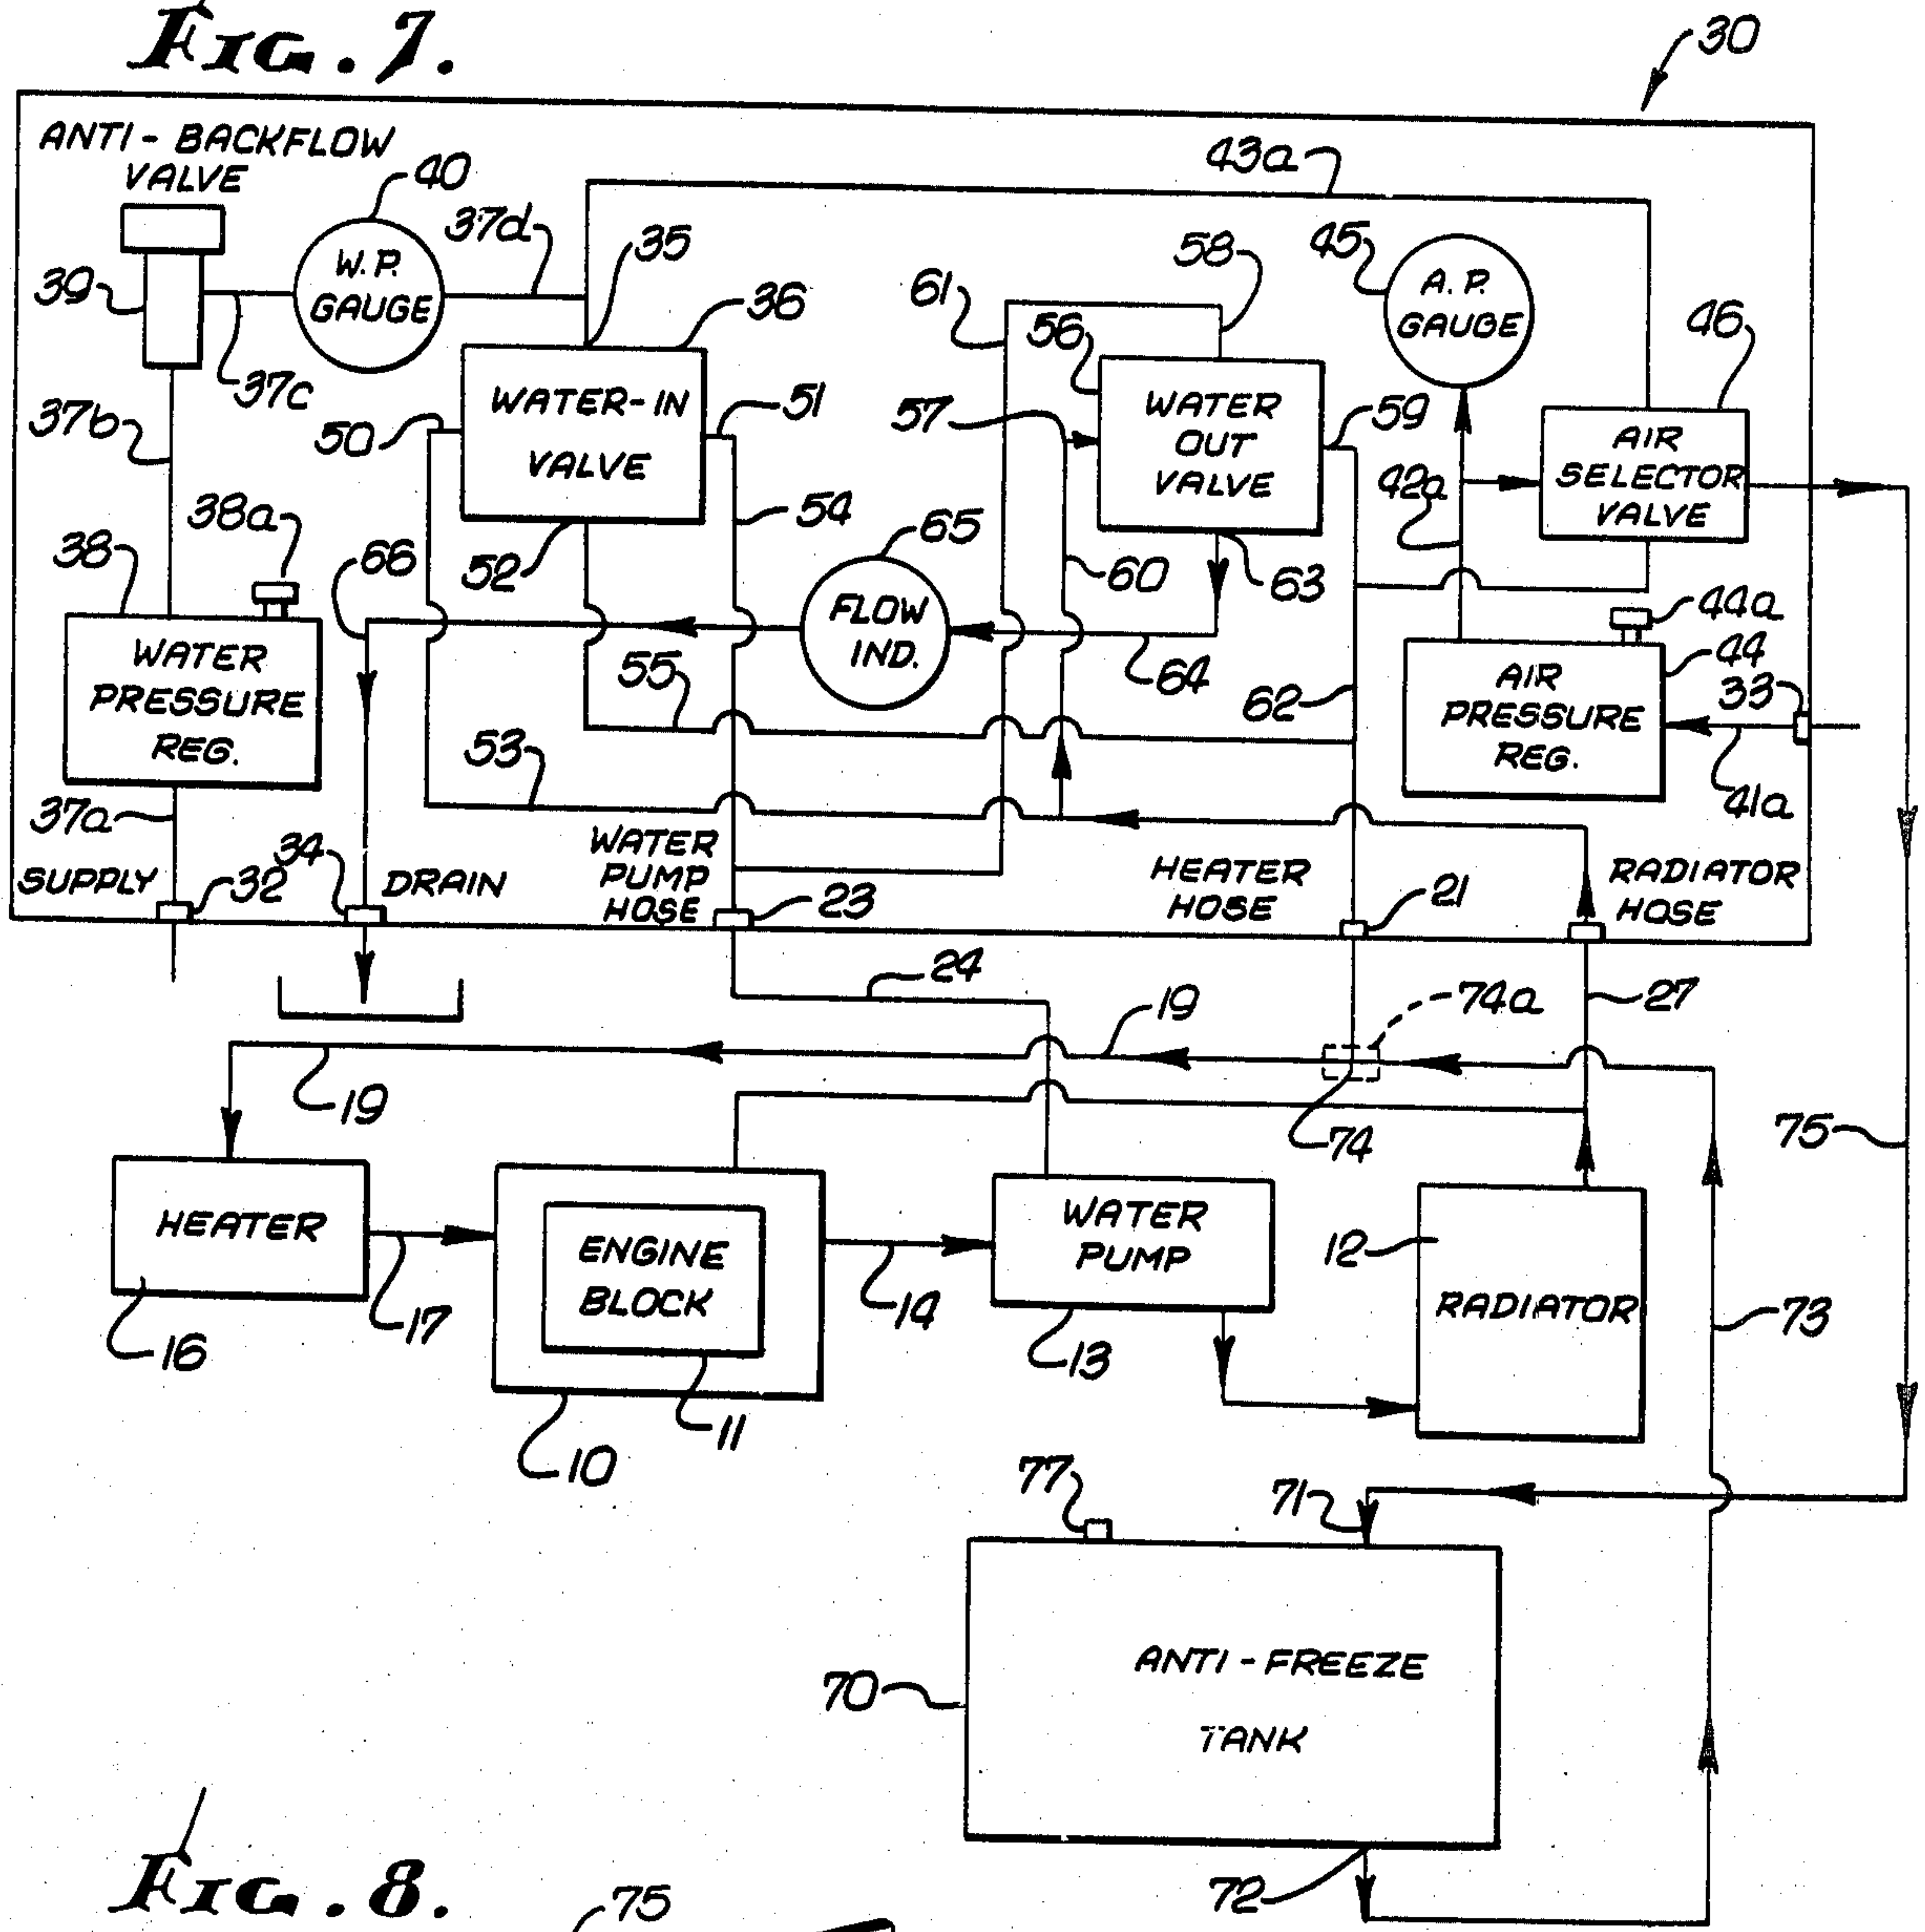 FIG. 7.
30
ANTI-BACKFLOW
VALVE
40
37d
35
43a
45
58
61
56
39
W.P.
GAUGE
36
A.P.
GAUGE
46
37c
37b
50
WATER-IN
VALVE
51
57
WATER
OUT
VALVE
59
42a
AIR
SELECTOR
VALVE
38a
38
66
52
54
65
60
63
FLOW
IND.
44a
WATER
PRESSURE
REG.
55
64
62
AIR
PRESSURE
REG.
44
33
53
37a
41a
SUPPLY
32
34
DRAIN
WATER
PUMP
HOSE
23
HEATER
HOSE
21
RADIATOR
HOSE
24
19
74a
27
19
74
75
HEATER
ENGINE
BLOCK
WATER
PUMP
12
RADIATOR
16
17
14
13
73
11
10
77
71
70
ANTI-FREEZE
TANK
72
FIG. 8.
75